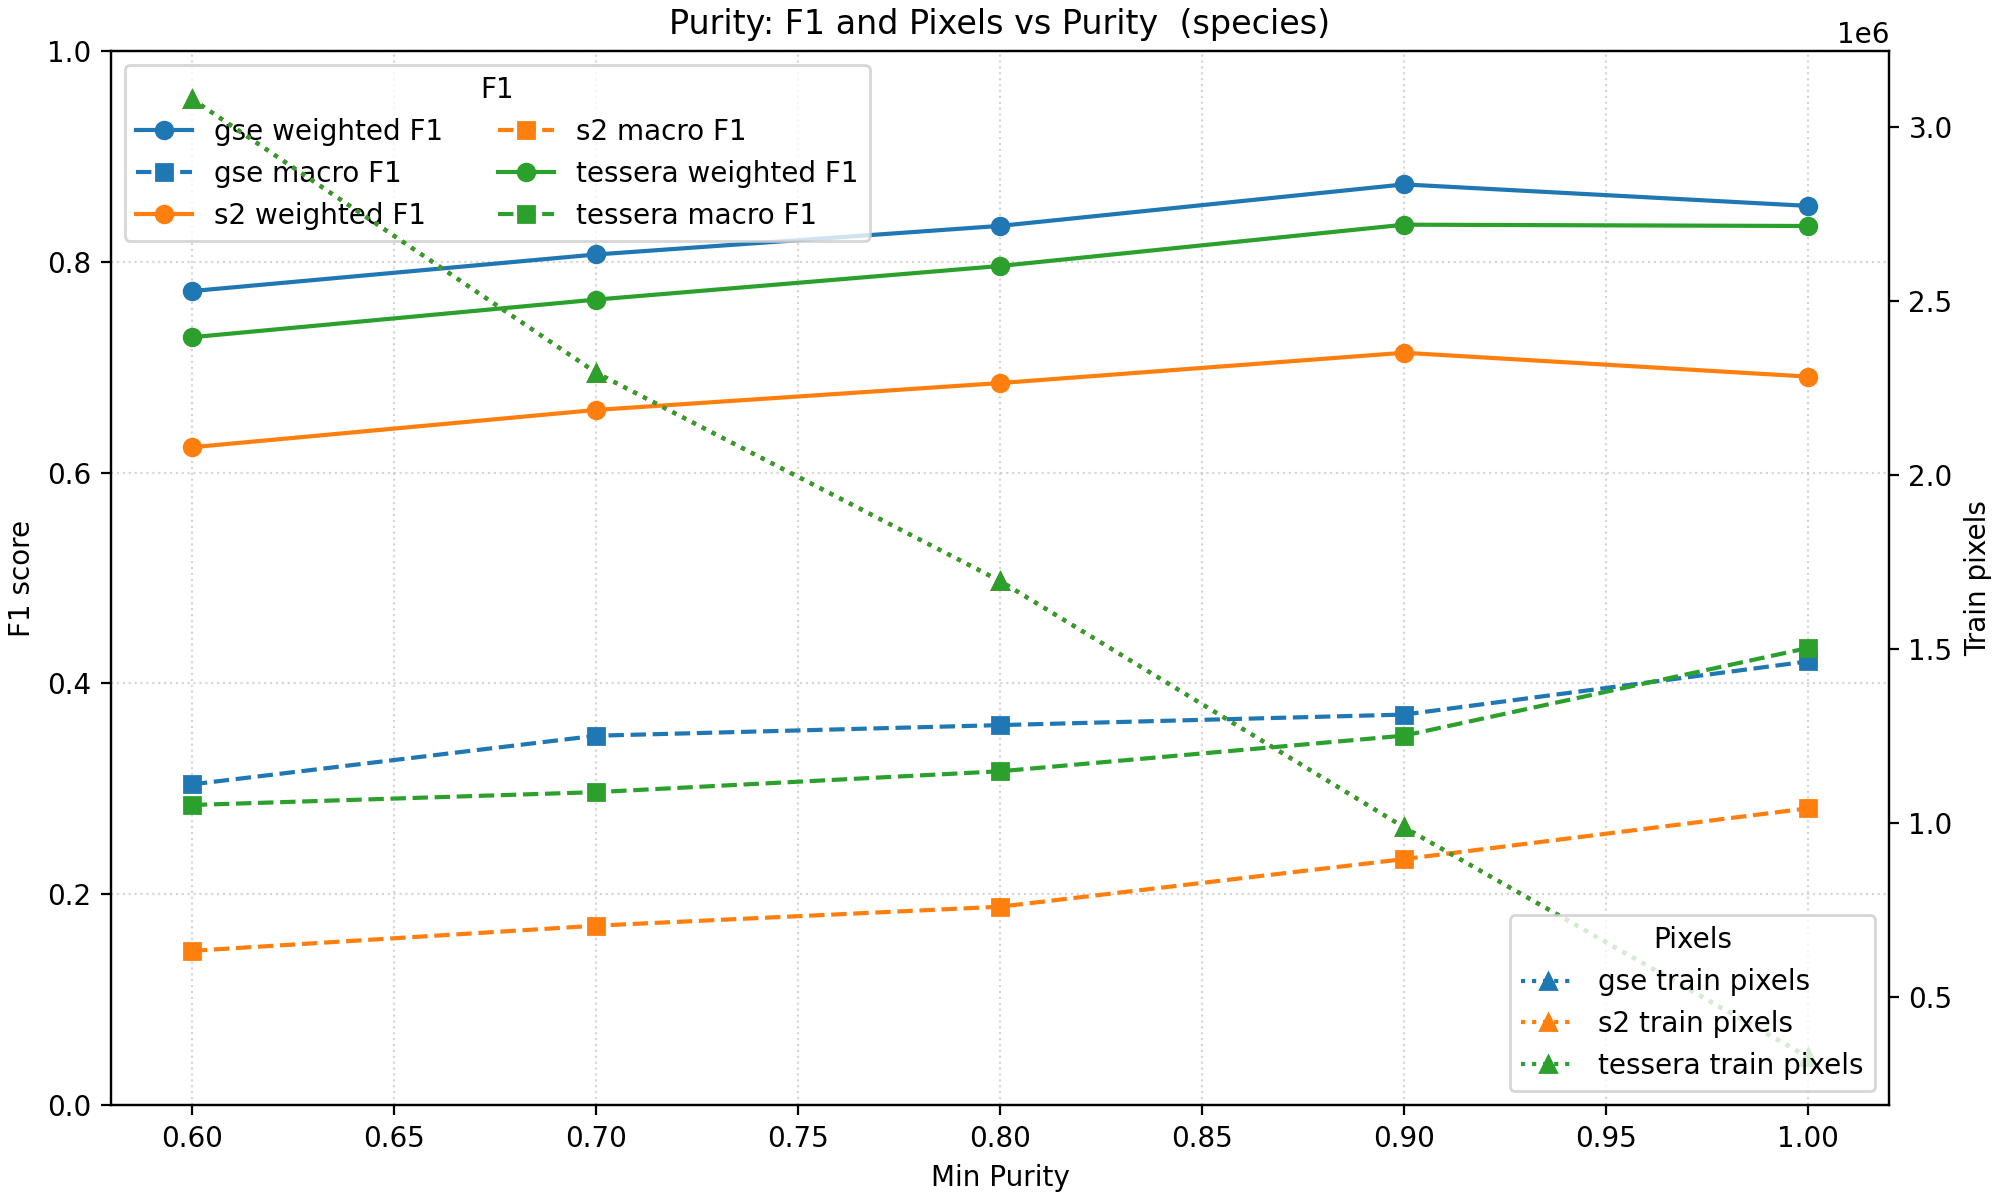 Purity: F1 and Pixels vs Purity (species)
1e6
1.0
0.8
0.6
0.4
0.2
0.0
F1 score
F1
gse weighted F1
gse macro F1
s2 weighted F1
s2 macro F1
tessera weighted F1
tessera macro F1
3.0
2.5
2.0
1.5
1.0
0.5
Train pixels
Pixels
gse train pixels
s2 train pixels
tessera train pixels
0.60 0.65 0.70 0.75 0.80 0.85 0.90 0.95 1.00
Min Purity